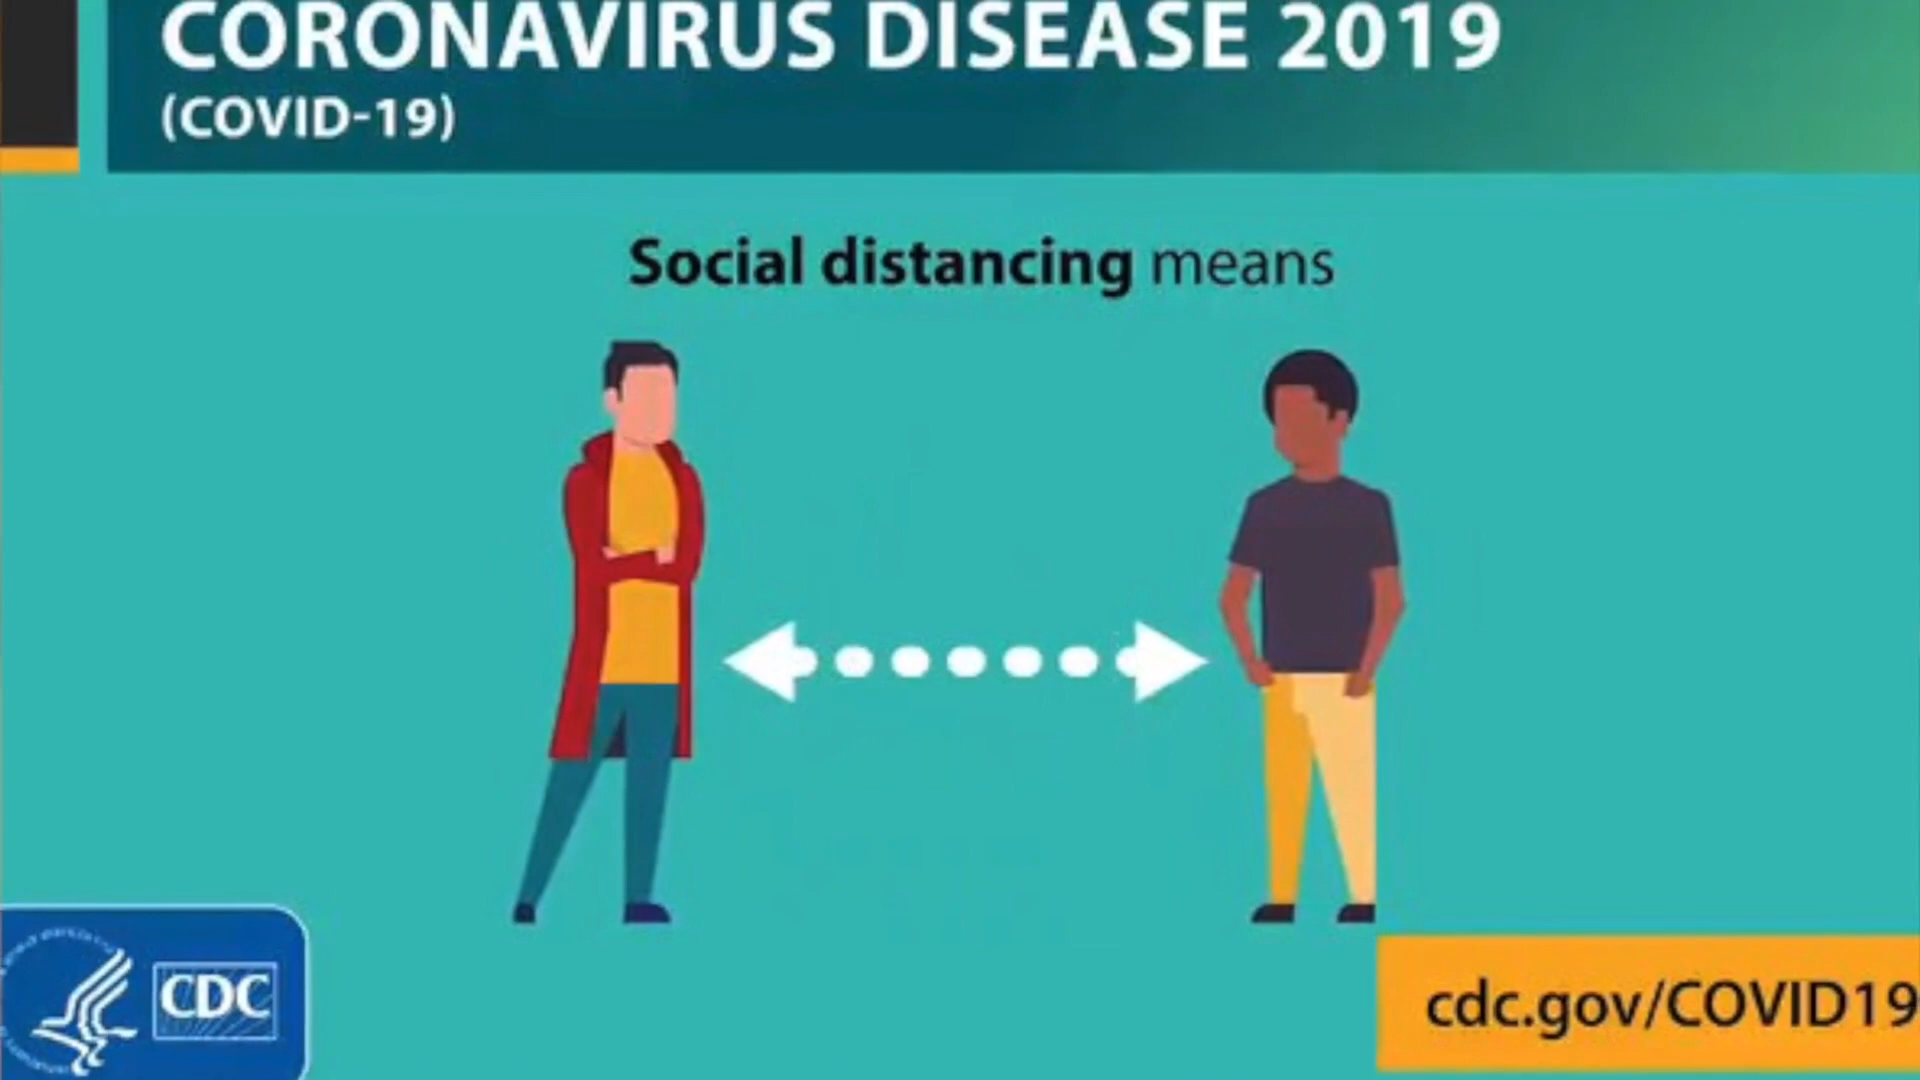 CORONAVIRUS DISEASE 2019
(COVID-19)
Social distancing means
CDC
cdc.gov/COVID19